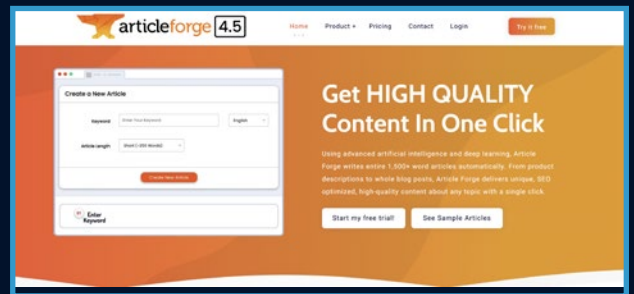 articleforge 4.5
Home Product Pricing Contact Login Try it free
Create a New Article
Keyword Enter Your Keyword English
Article Length
Create New Article
Enter
Keyword
Get HIGH QUALITY
Content In One Click
Using advanced artificial intelligence and deep learning, Article
Forge writes entire 1,500+ word articles automatically. From product
descriptions to whole blog posts, Article Forge delivers unique, SEO
optimized, high-quality content about any topic with a single click.
Start my free trial! See Sample Articles